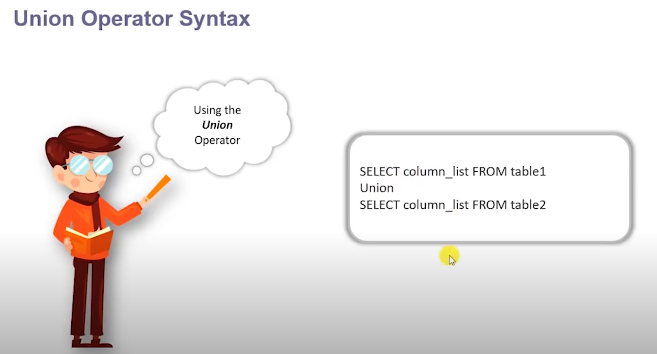 Union Operator Syntax
Using the
Union
Operator
SELECT column_list FROM table1
Union
SELECT column_list FROM table2